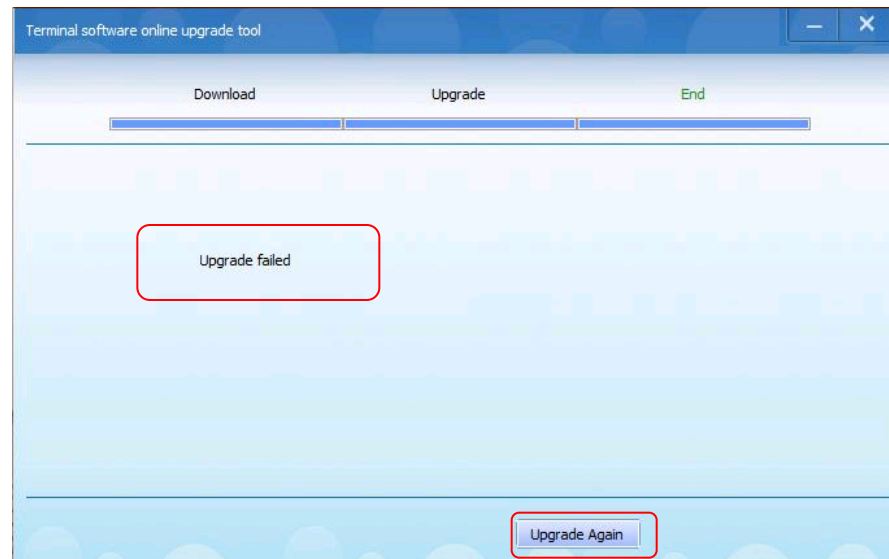 Terminal software online upgrade tool
Download Upgrade End
Upgrade failed
Upgrade Again